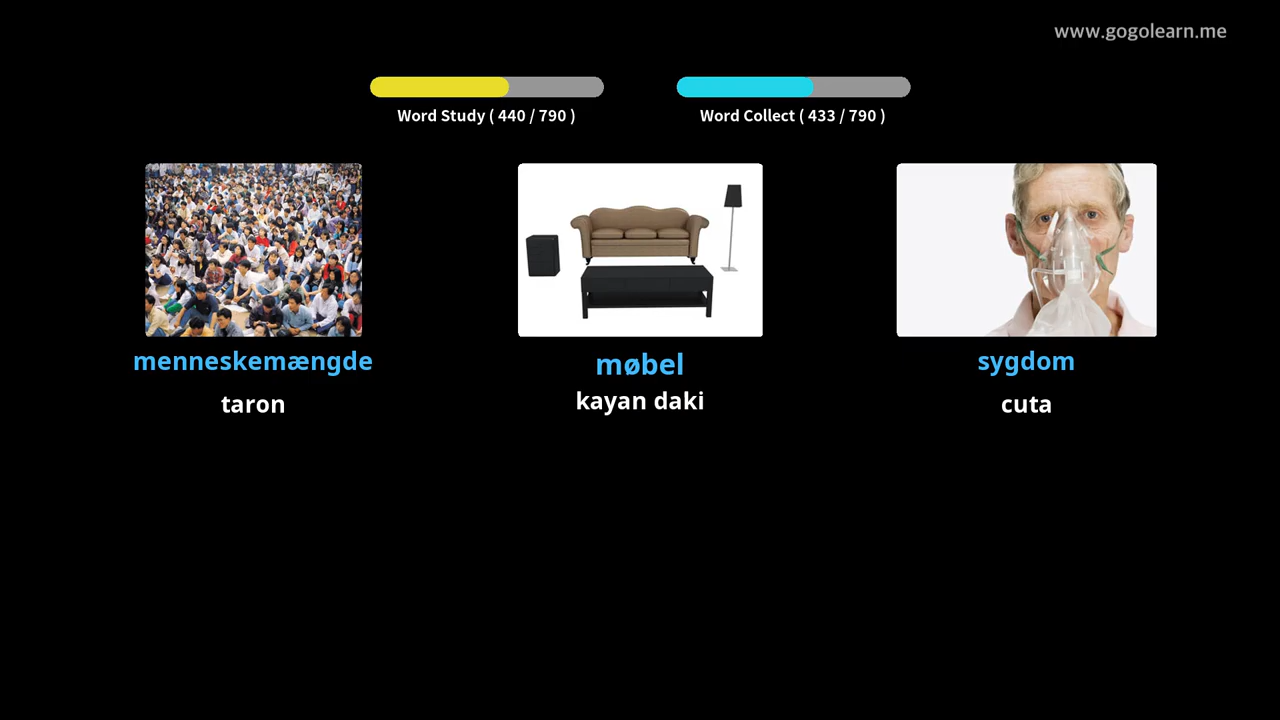 www.gogolearn.me
Word Study ( 440 / 790 )
Word Collect ( 433 / 790 )
menneskemængde
møbel
sygdom
taron
kayan daki
cuta